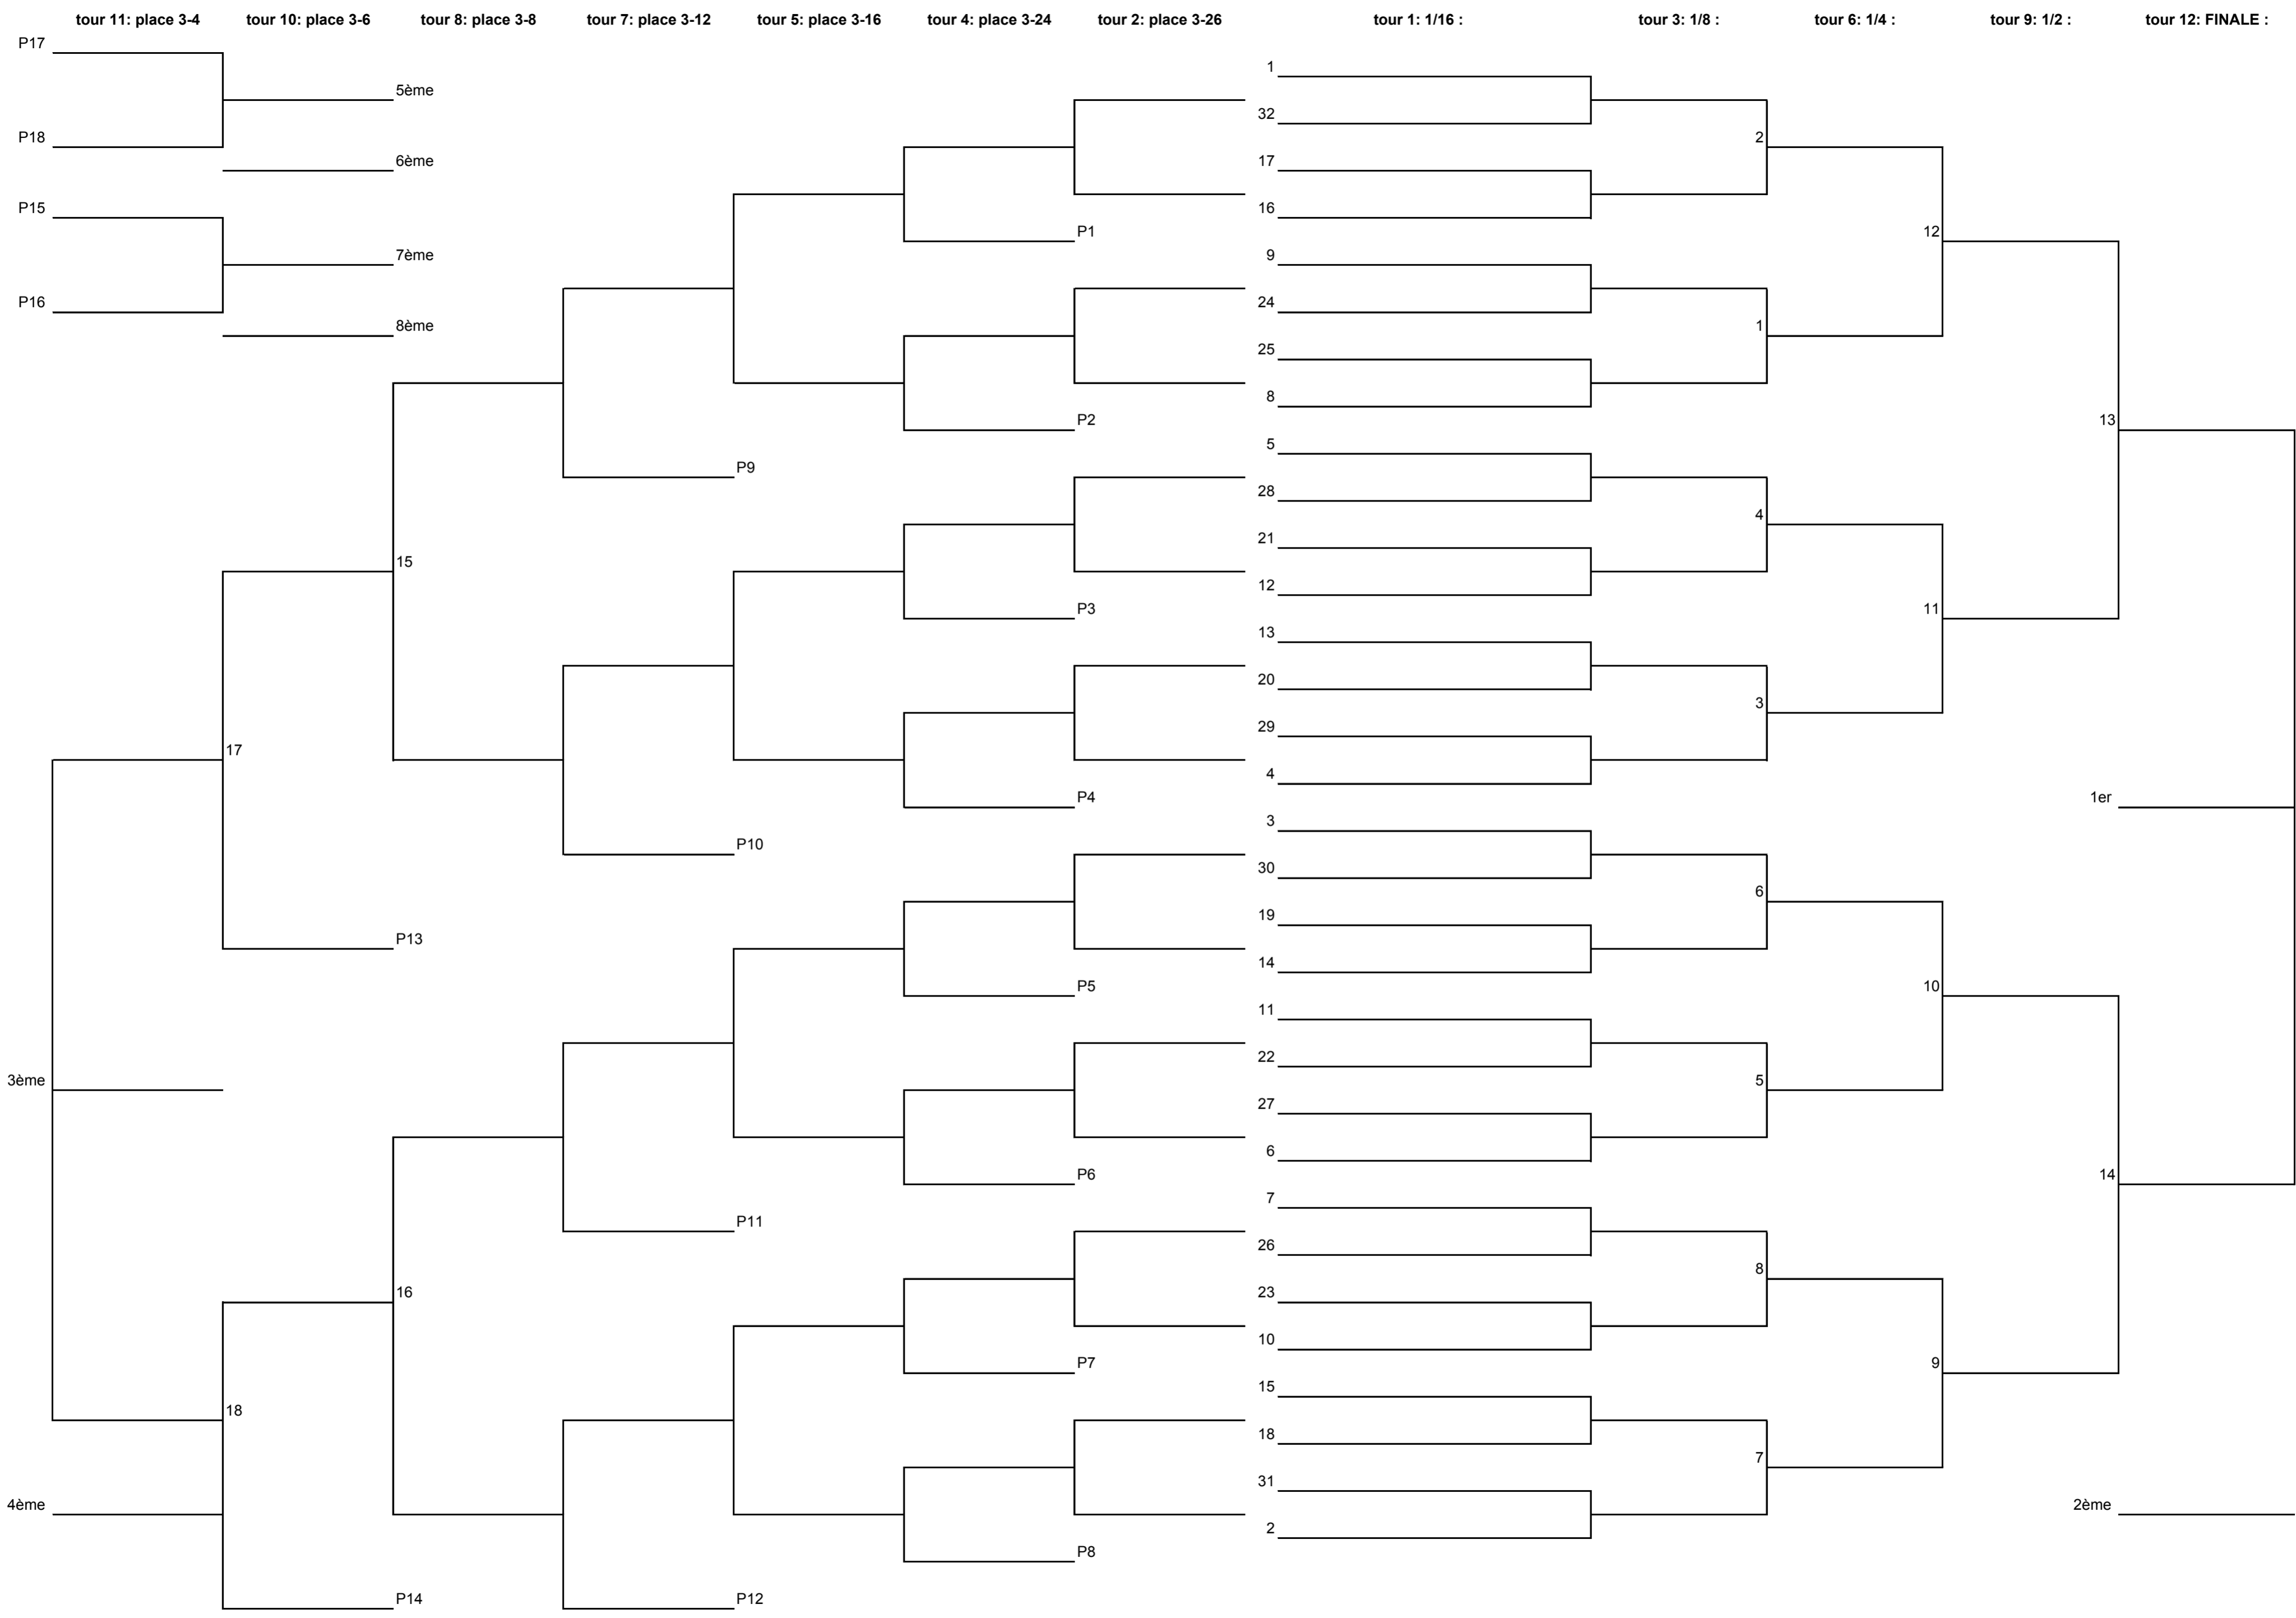 tour 11: place 3-4 tour 10: place 3-6 tour 8: place 3-8 tour 7: place 3-12 tour 5: place 3-16 tour 4: place 3-24 tour 2: place 3-26 tour 1: 1/16 : tour 3: 1/8 : tour 6: 1/4 : tour 9: 1/2 : tour 12: FINALE :
P17
1
5ème
32
P18 2
6ème 17
P15 16
P1 12
7ème 9
P16 24
8ème 1
25
8
P2 13
5
P9
28
4
21
15
12
P3 11
13
20
3
29
17
4
P4 1er
3
P10
30
6
19
P13
14
P5 10
11
22
3ème 5
27
6
P6 14
7
P11
26
8
23
16
10
P7 9
15
18
18
7
31
4ème 2ème
2
P8
P14 P12